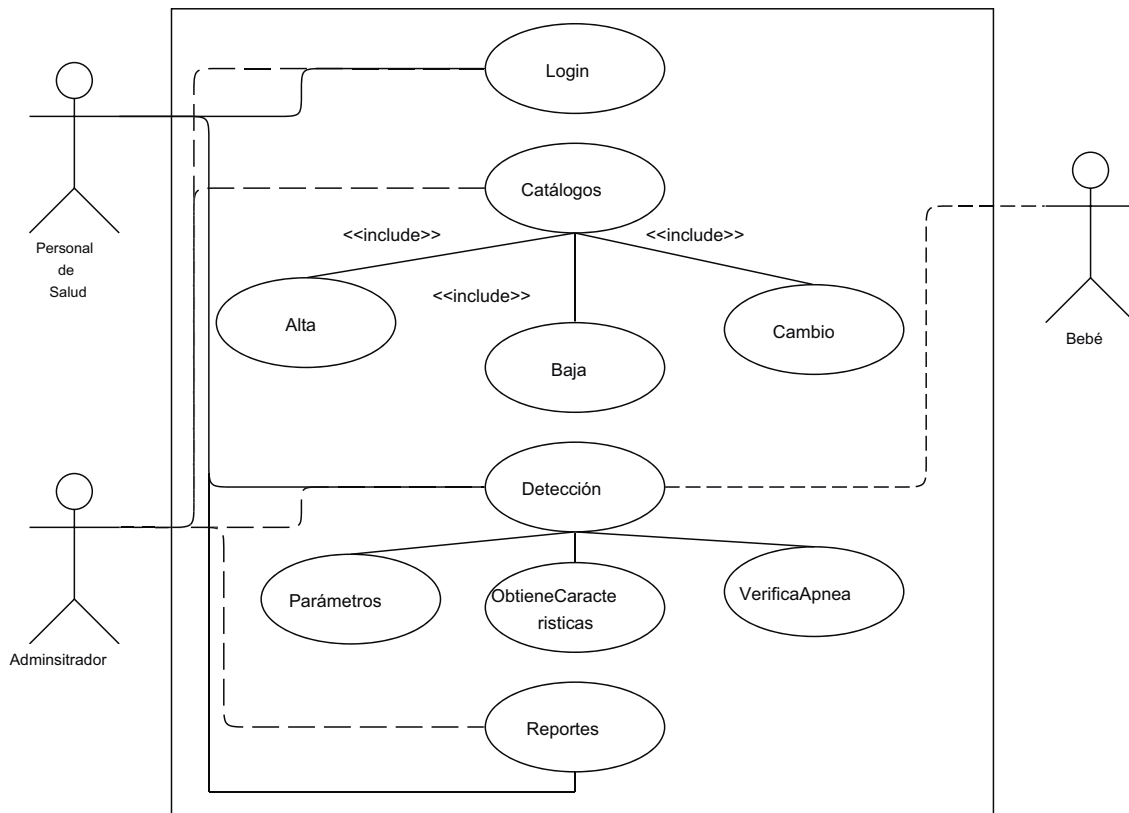 Login
Catálogos
<<include>>
<<include>>
Personal
de
Salud
<<include>>
Alta
Cambio
Bebé
Baja
Detección
Parámetros
ObtieneCaracte
risticas
VerificaApnea
Adminsitrador
Reportes